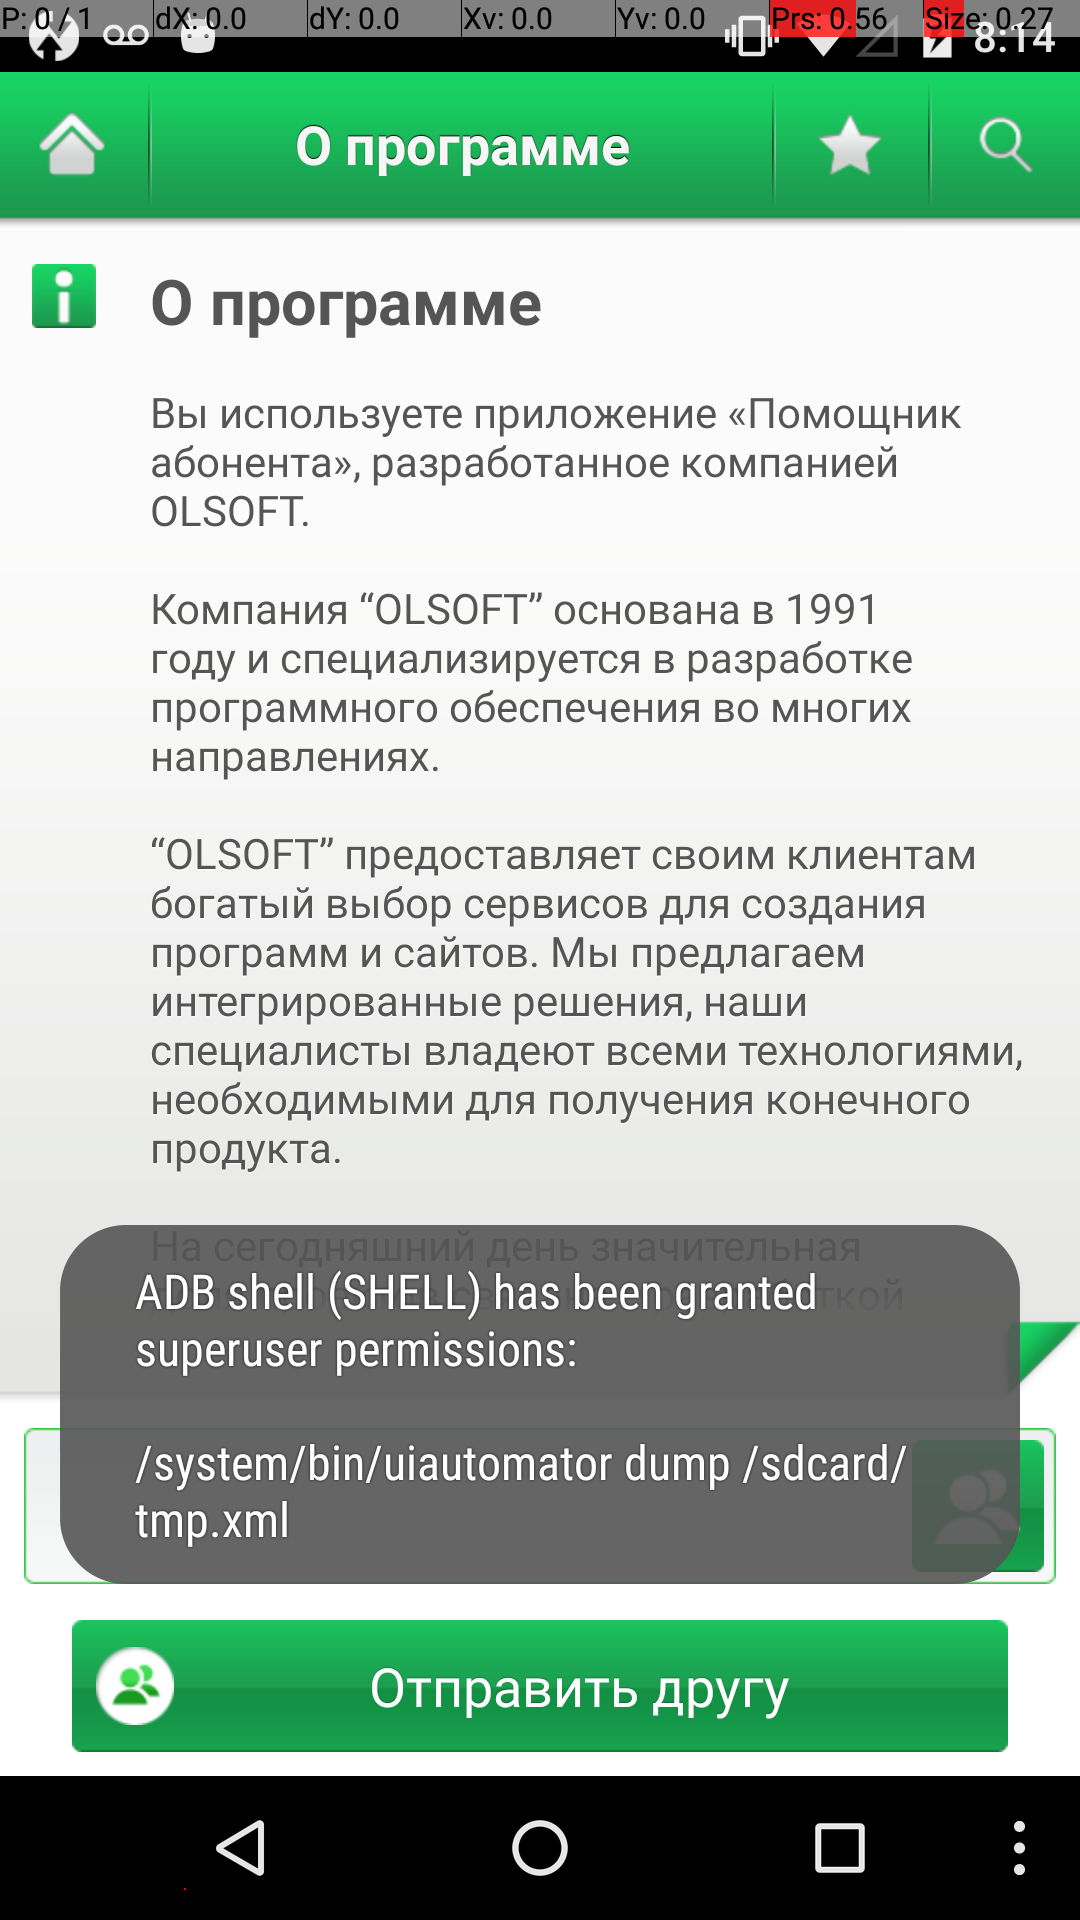 P: 0 / 1 dX: 0.0 dY: 0.0 Xv: 0.0 Yv: 0.0 Prs: 0.56 Size: 0.27
8:14
О программе
О программе
Вы используете приложение «Помощник
абонента», разработанное компанией
OLSOFT.
Компания “OLSOFT” основана в 1991
году и специализируется в разработке
программного обеспечения во многих
направлениях.
“OLSOFT” предоставляет своим клиентам
богатый выбор сервисов для создания
программ и сайтов. Мы предлагаем
интегрированные решения, наши
специалисты владеют всеми технологиями,
необходимыми для получения конечного
продукта.
На сегодняшний день значительная
ADB shell (SHELL) has been granted
superuser permissions:
/system/bin/uiautomator dump /sdcard/
tmp.xml
Отправить другу